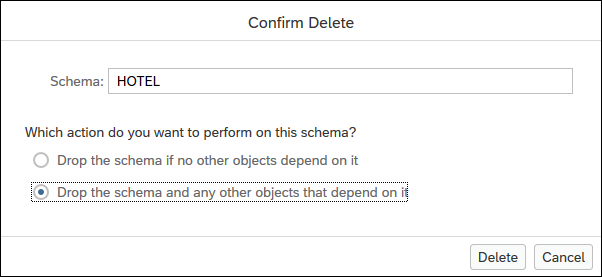 Confirm Delete
Schema: HOTEL
Which action do you want to perform on this schema?
Drop the schema if no other objects depend on it
Drop the schema and any other objects that depend on it
Delete Cancel